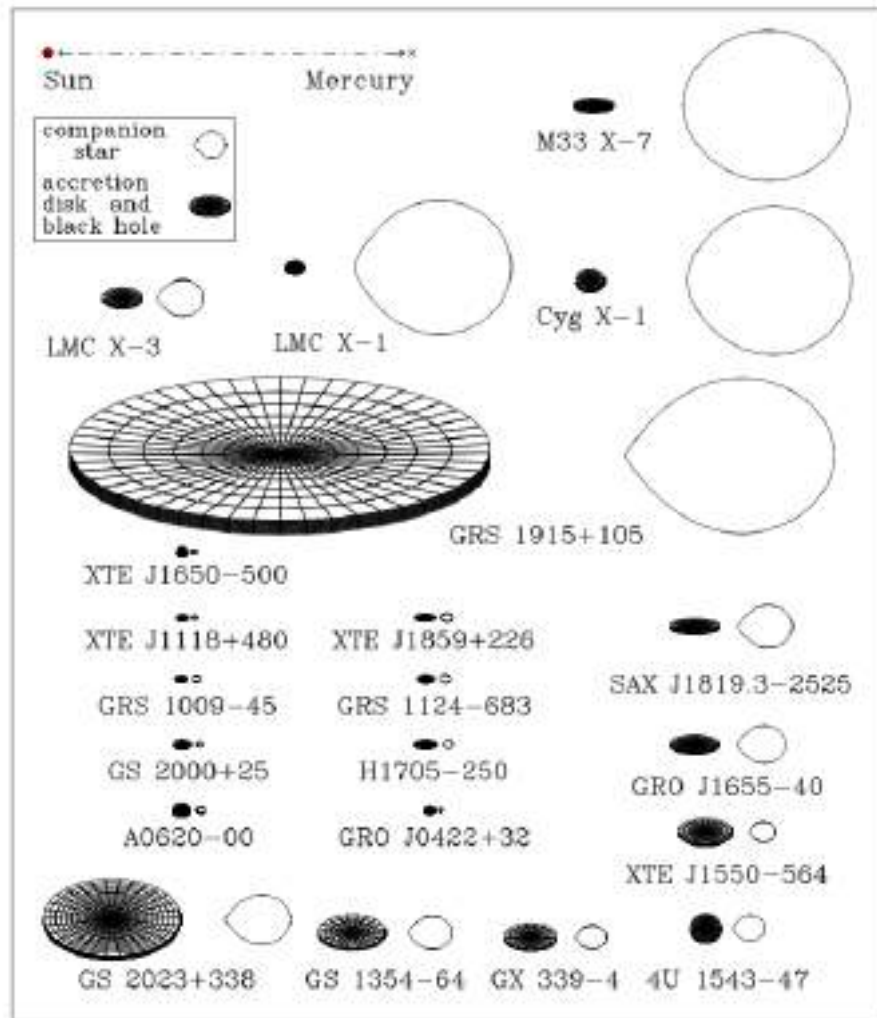 Sun Mercury
companion
star
accretion
disk and
black hole
M33 X-7
LMC X-3
LMC X-1
Cyg X-1
GRS 1915+105
XTE J1650-500
XTE J1118+480 XTE J1859+226
SAX J1819.3-2525
GRS 1009-45 GRS 1124-683
GS 2000+25 H1705-250
GRO J1655-40
A0620-00 GRO J0422+32
XTE J1550-564
GS 2023+338 GS 1354-64 GX 339-4 4U 1543-47